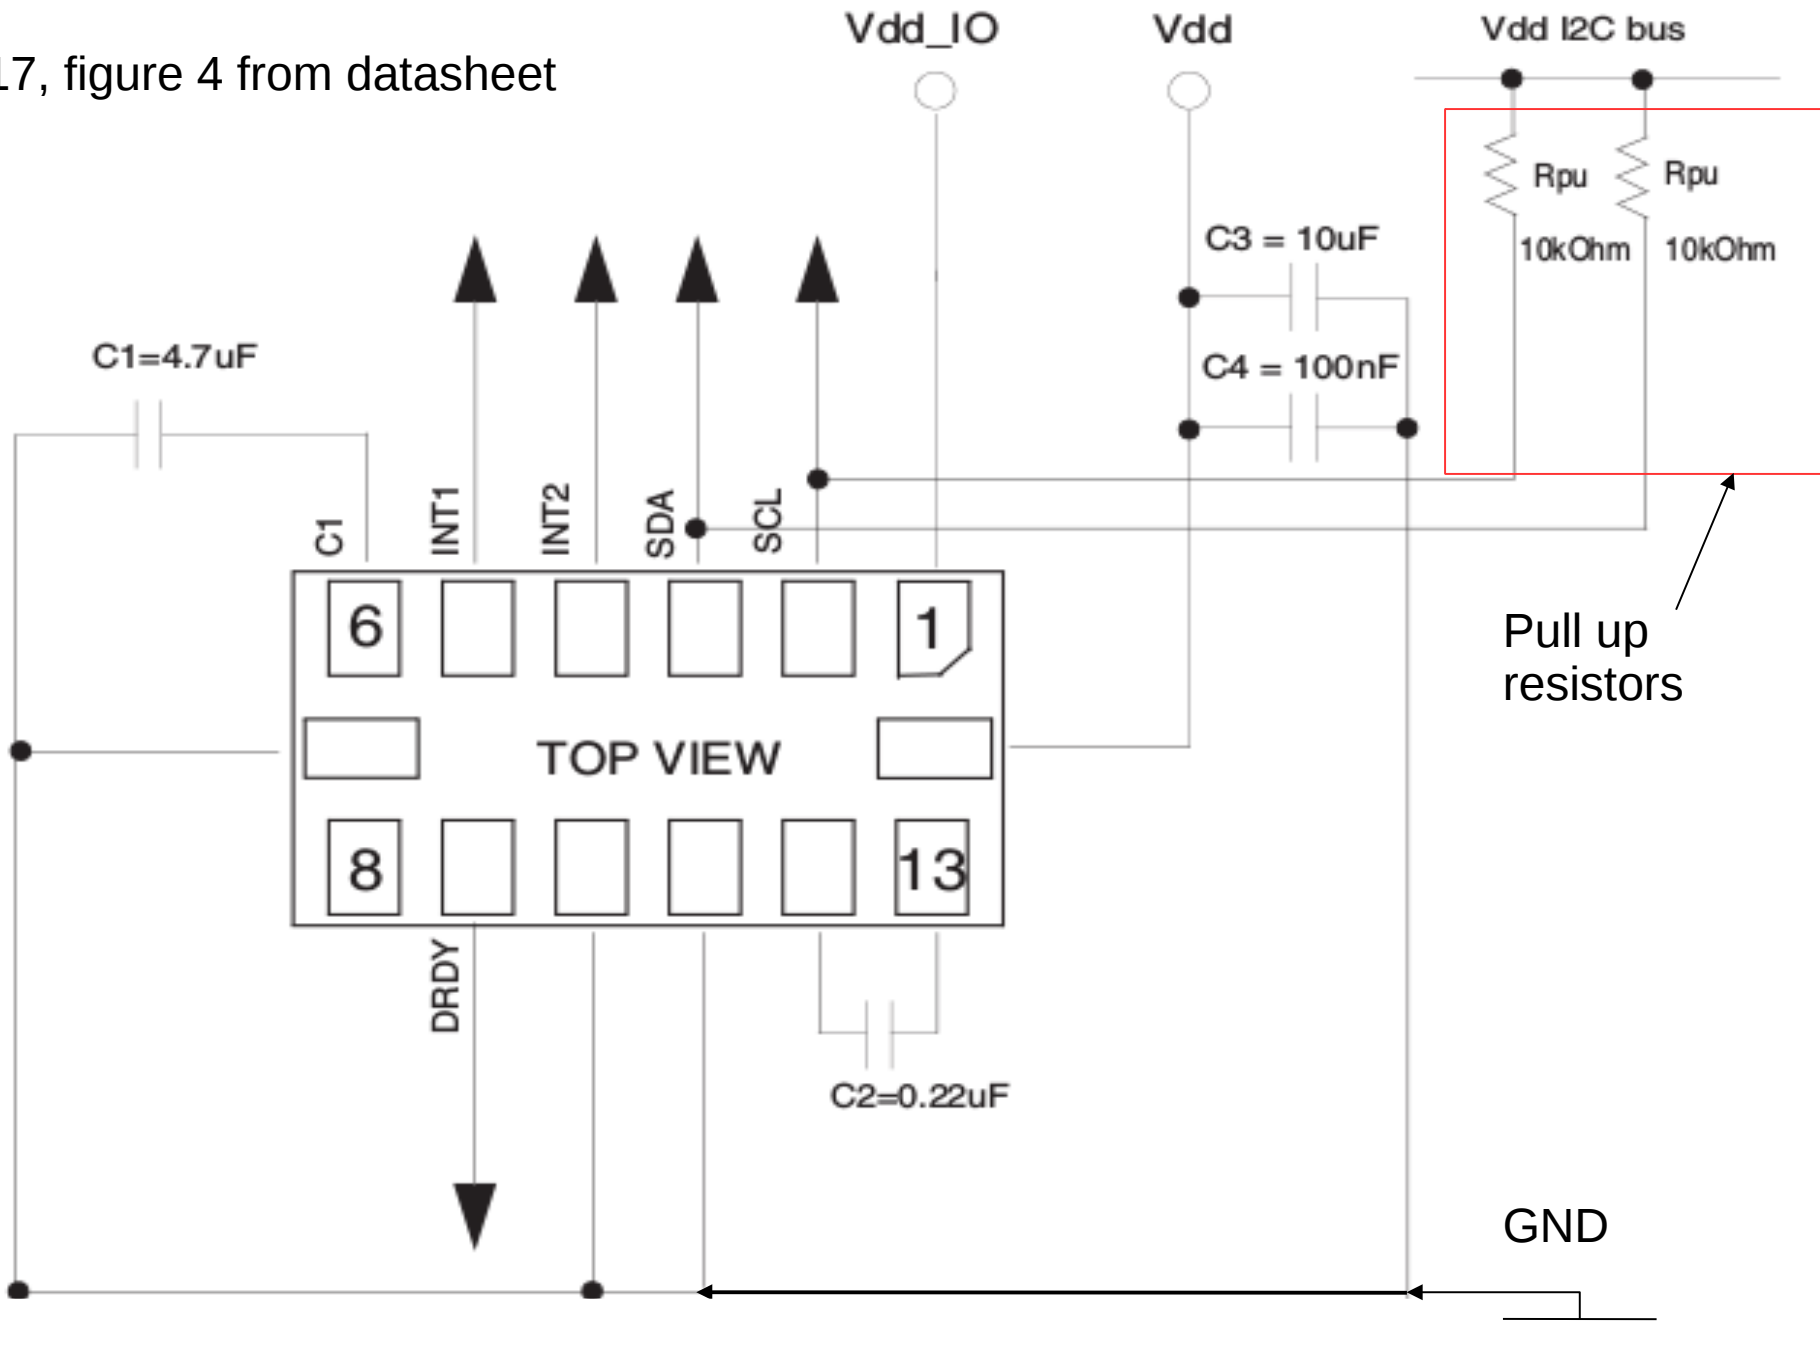 17, figure 4 from datasheet
Vdd_IO
Vdd
Vdd I2C bus
Rpu
Rpu
10kOhm
10kOhm
C3 = 10uF
C4 = 100nF
C1=4.7uF
C1
INT1
INT2
SDA
SCL
6
1
TOP VIEW
8
13
Pull up
resistors
DRDY
C2=0.22uF
GND